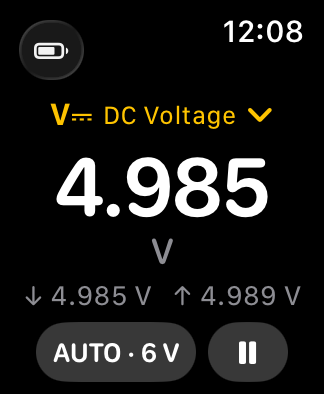 12:08
V⎓ DC Voltage
4.985
V
↓ 4.985 V ↑ 4.989 V
AUTO · 6 V